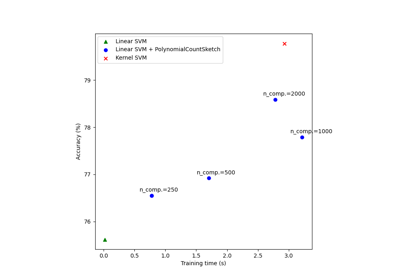 Linear SVM
Linear SVM + PolynomialCountSketch
Kernel SVM
79
78
77
76
n_comp.=2000
n_comp.=1000
n_comp.=500
n_comp.=250
Accuracy (%)
0.0 0.5 1.0 1.5 2.0 2.5 3.0
Training time (s)